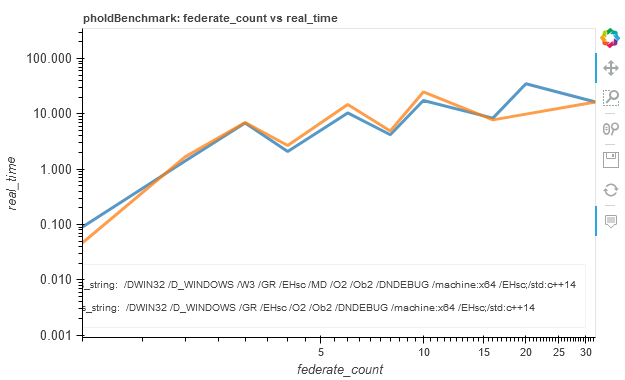 pholdBenchmark: federate_count vs real_time
100.000
10.000
1.000
0.100
0.010
0.001
real_time
_string: /DWIN32 /D_WINDOWS /W3 /GR /EHsc /MD /O2 /Ob2 /DNDEBUG /machine:x64 /EHsc;/std:c++14
s_string: /DWIN32 /D_WINDOWS /GR /EHsc /O2 /Ob2 /DNDEBUG /machine:x64 /EHsc;/std:c++14
5 10 15 20 25 30
federate_count